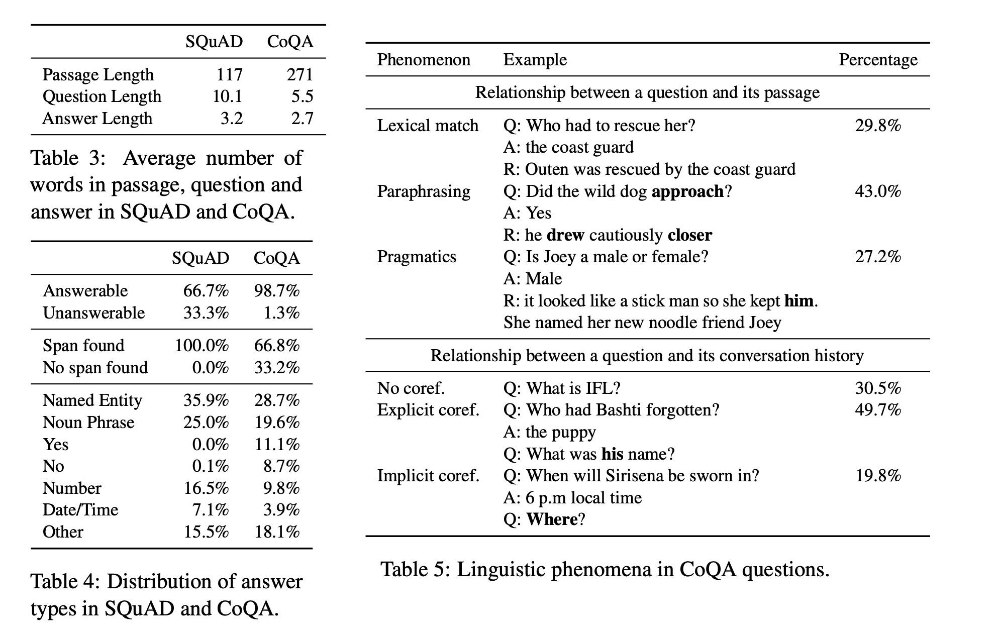 SQuAD CoQA
Passage Length 117 271
Question Length 10.1 5.5
Answer Length 3.2 2.7
Table 3: Average number of
words in passage, question and
answer in SQuAD and CoQA.
SQuAD CoQA
Answerable 66.7% 98.7%
Unanswerable 33.3% 1.3%
Span found 100.0% 66.8%
No span found 0.0% 33.2%
Named Entity 35.9% 28.7%
Noun Phrase 25.0% 19.6%
Yes 0.0% 11.1%
No 0.1% 8.7%
Number 16.5% 9.8%
Date/Time 7.1% 3.9%
Other 15.5% 18.1%
Table 4: Distribution of answer
types in SQuAD and CoQA.
Phenomenon Example Percentage
Relationship between a question and its passage
Lexical match Q: Who had to rescue her? 29.8%
A: the coast guard
R: Outen was rescued by the coast guard
Paraphrasing Q: Did the wild dog approach? 43.0%
A: Yes
R: he drew cautiously closer
Pragmatics Q: Is Joey a male or female? 27.2%
A: Male
R: it looked like a stick man so she kept him.
She named her new noodle friend Joey
Relationship between a question and its conversation history
No coref. Q: What is IFL? 30.5%
Explicit coref. Q: Who had Bashti forgotten? 49.7%
A: the puppy
Q: What was his name?
Implicit coref. Q: When will Sirisena be sworn in? 19.8%
A: 6 p.m local time
Q: Where?
Table 5: Linguistic phenomena in CoQA questions.